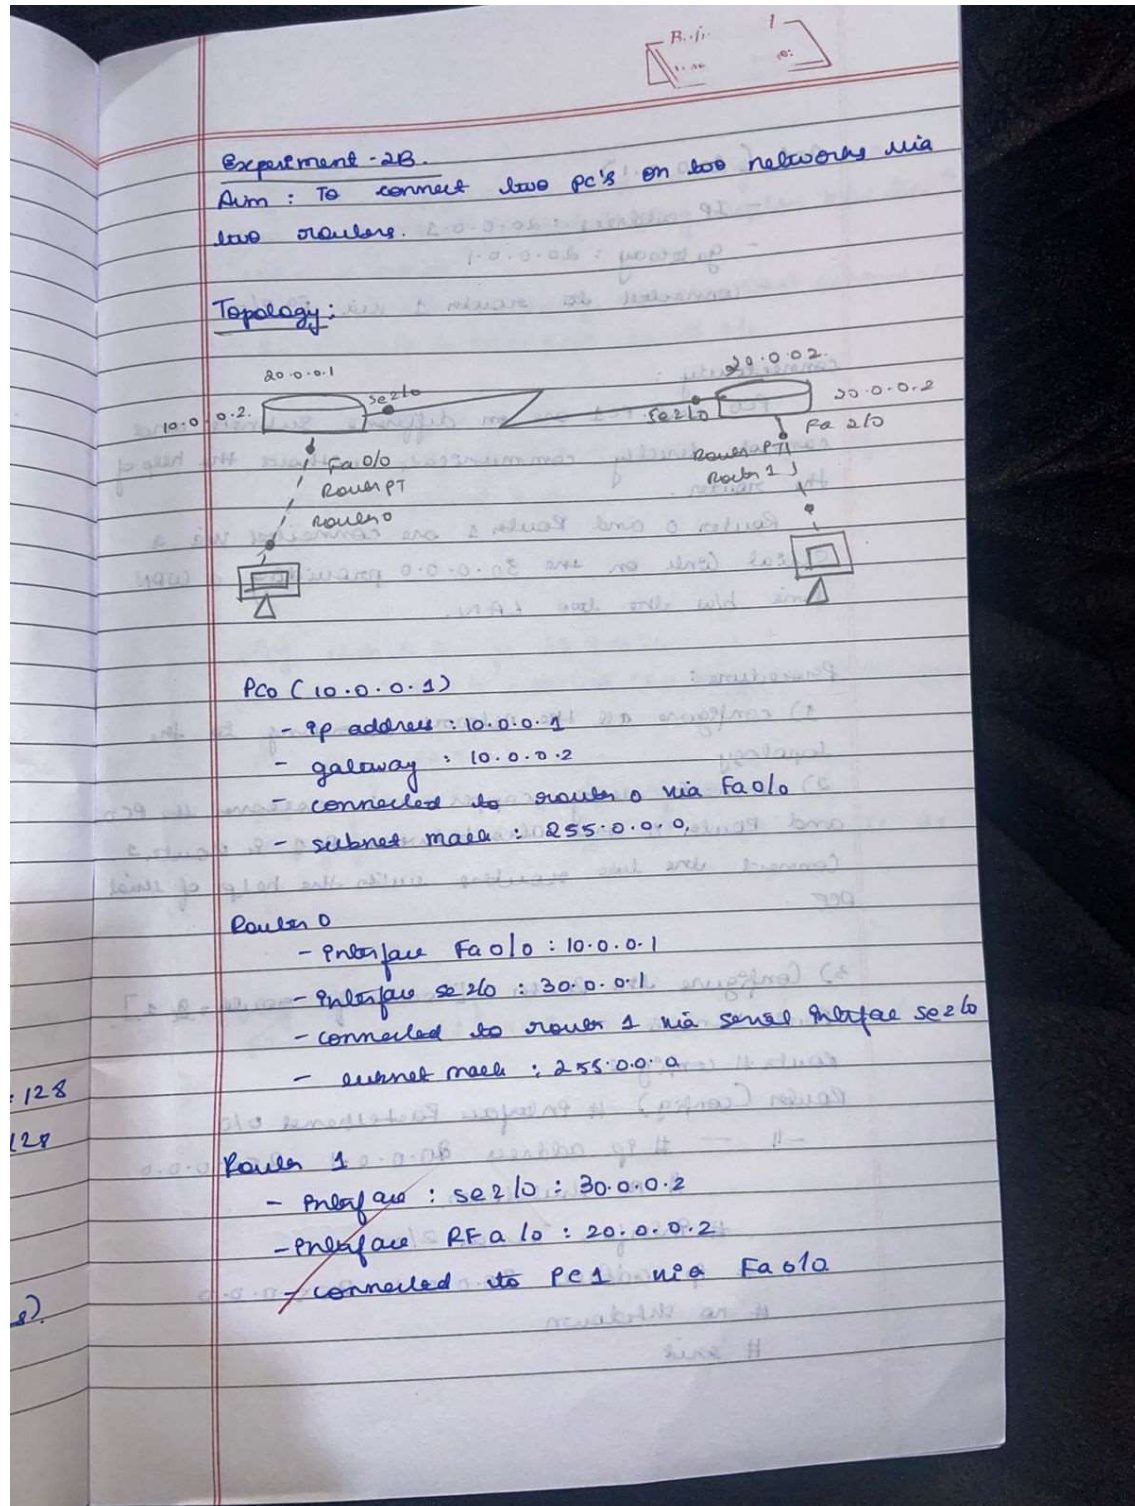 Experiment - 2B.
Aim : To connect two pc's on two networks via
two routers.
Topology :
20.0.0.1
20.0.02.
10.0.0.2.
se2/0
se2/0
20.0.0.2
Fa0/0
Fa 2/0
Router PT
Router PT
Router 0
Router 1
PC0 (10.0.0.1)
- ip address : 10.0.0.1
- gateway : 10.0.0.2
- connected to router 0 via Fa0/0
- subnet mask : 255.0.0.0.
Router 0
- Interface Fa0/0 : 10.0.0.1
- Interface se2/0 : 30.0.0.1
- connected to router 1 via serial interface se2/0
- subnet mask : 255.0.0.0
: 128
128
Router 1
- Interface : se2/0 : 30.0.0.2
- Interface RFa/0 : 20.0.0.2
- connected to PC1 via Fa0/0
s).